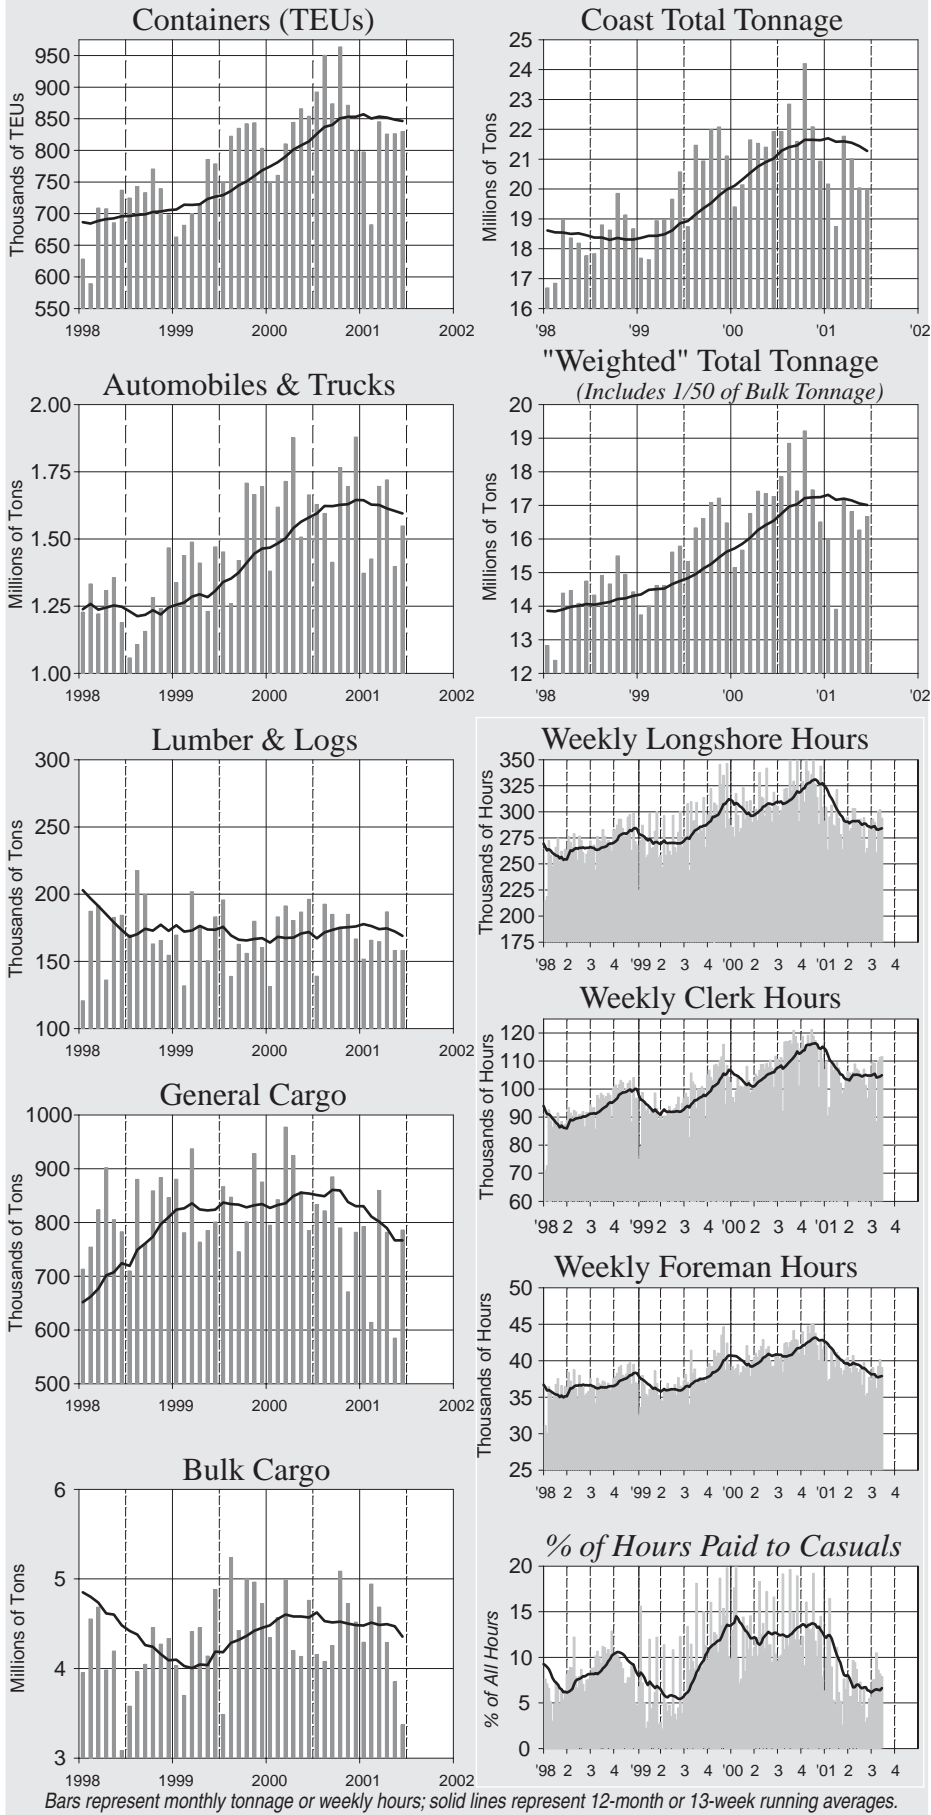 Containers (TEUs)
Thousands of TEUs
950
900
850
800
750
700
650
600
550
1998 1999 2000 2001 2002
Automobiles & Trucks
Millions of Tons
2.00
1.75
1.50
1.25
1.00
1998 1999 2000 2001 2002
Lumber & Logs
Thousands of Tons
300
250
200
150
100
1998 1999 2000 2001 2002
General Cargo
Thousands of Tons
1000
900
800
700
600
500
1998 1999 2000 2001 2002
Bulk Cargo
Millions of Tons
6
5
4
3
1998 1999 2000 2001 2002
Coast Total Tonnage
Millions of Tons
25
24
23
22
21
20
19
18
17
16
'98 '99 '00 '01 '02
"Weighted" Total Tonnage
(Includes 1/50 of Bulk Tonnage)
Millions of Tons
20
19
18
17
16
15
14
13
12
'98 '99 '00 '01 '02
Weekly Longshore Hours
Thousands of Hours
350
325
300
275
250
225
200
175
'98 2 3 4 '99 2 3 4 '00 2 3 4 '01 2 3 4
Weekly Clerk Hours
Thousands of Hours
120
110
100
90
80
70
60
'98 2 3 4 '99 2 3 4 '00 2 3 4 '01 2 3 4
Weekly Foreman Hours
Thousands of Hours
50
45
40
35
30
25
'98 2 3 4 '99 2 3 4 '00 2 3 4 '01 2 3 4
% of Hours Paid to Casuals
% of All Hours
20
15
10
5
0
'98 2 3 4 '99 2 3 4 '00 2 3 4 '01 2 3 4
Bars represent monthly tonnage or weekly hours; solid lines represent 12-month or 13-week running averages.